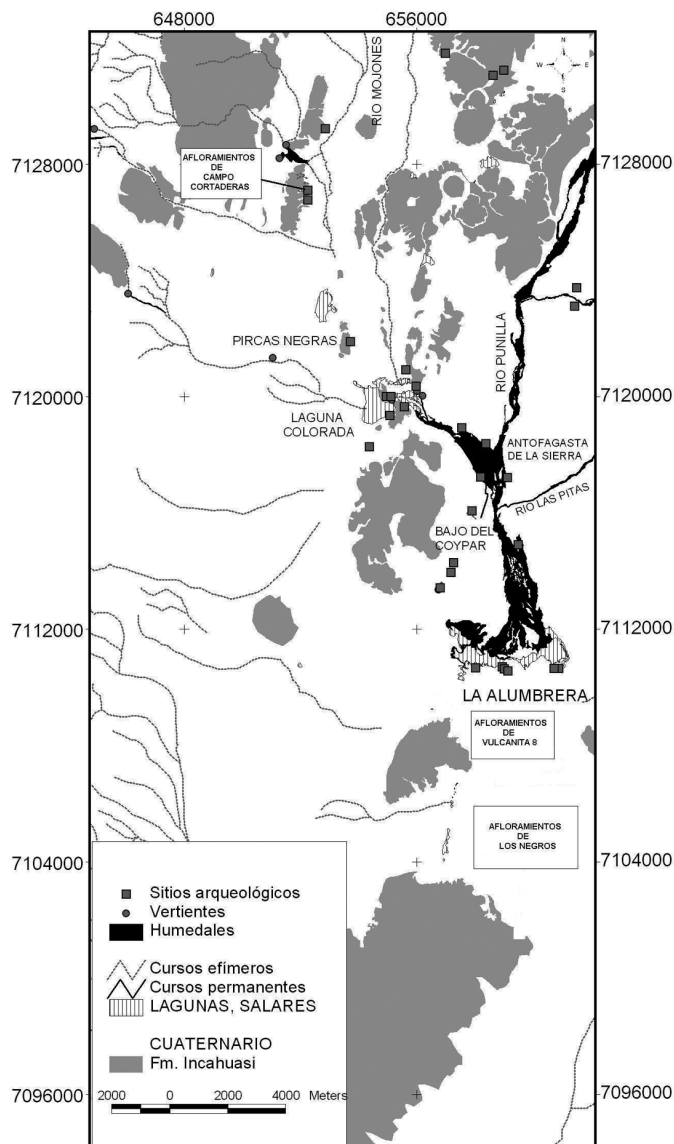 648000
656000
N
W
E
S
RIO MOJONES
7128000
7128000
AFLORAMIENTOS
DE
CAMPO
CORTADERAS
RIO PUNILLA
PIRCAS NEGRAS
7120000
7120000
LAGUNA
COLORADA
ANTOFAGASTA
DE LA SIERRA
RIO LAS PITAS
BAJO DEL
COYPAR
7112000
7112000
LA ALUMBRERA
AFLORAMIENTOS
DE
VULCANITA 8
AFLORAMIENTOS
DE
LOS NEGROS
7104000
7104000
Sitios arqueológicos
Vertientes
Humedales
Cursos efímeros
Cursos permanentes
LAGUNAS, SALARES
CUATERNARIO
Fm. Incahuasi
7096000
7096000
2000 0 2000 4000 Meters